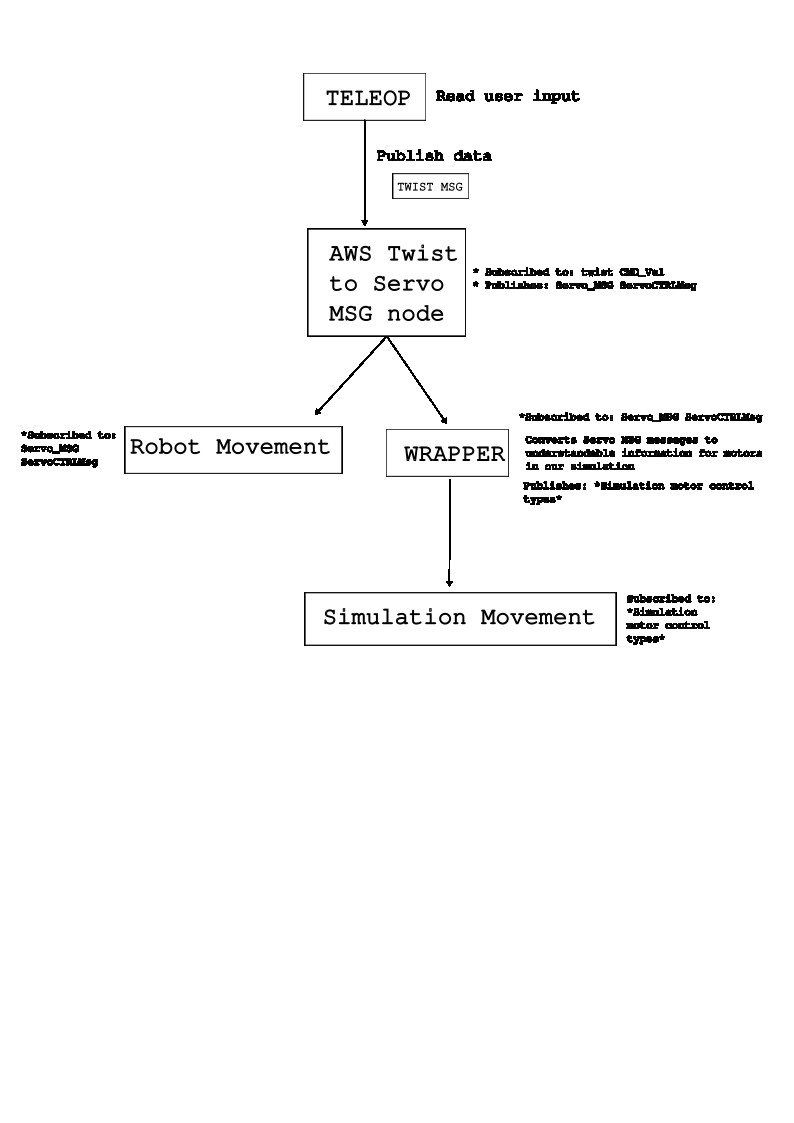 TELEOP
Read user input
Publish data
TWIST MSG
AWS Twist
to Servo
MSG node
* Subscribed to: twist CMD_Val
* Publishes: Servo_MSG ServoCTRLMsg
*Subscribed to:
Servo_MSG
ServoCTRLMsg
Robot Movement
WRAPPER
*Subscribed to: Servo_MSG ServoCTRLMsg
Converts Servo MSG messages to
understandable information for motors
in our simulation
Publishes: *Simulation motor control
types*
Simulation Movement
Subscribed to:
*Simulation
motor control
types*